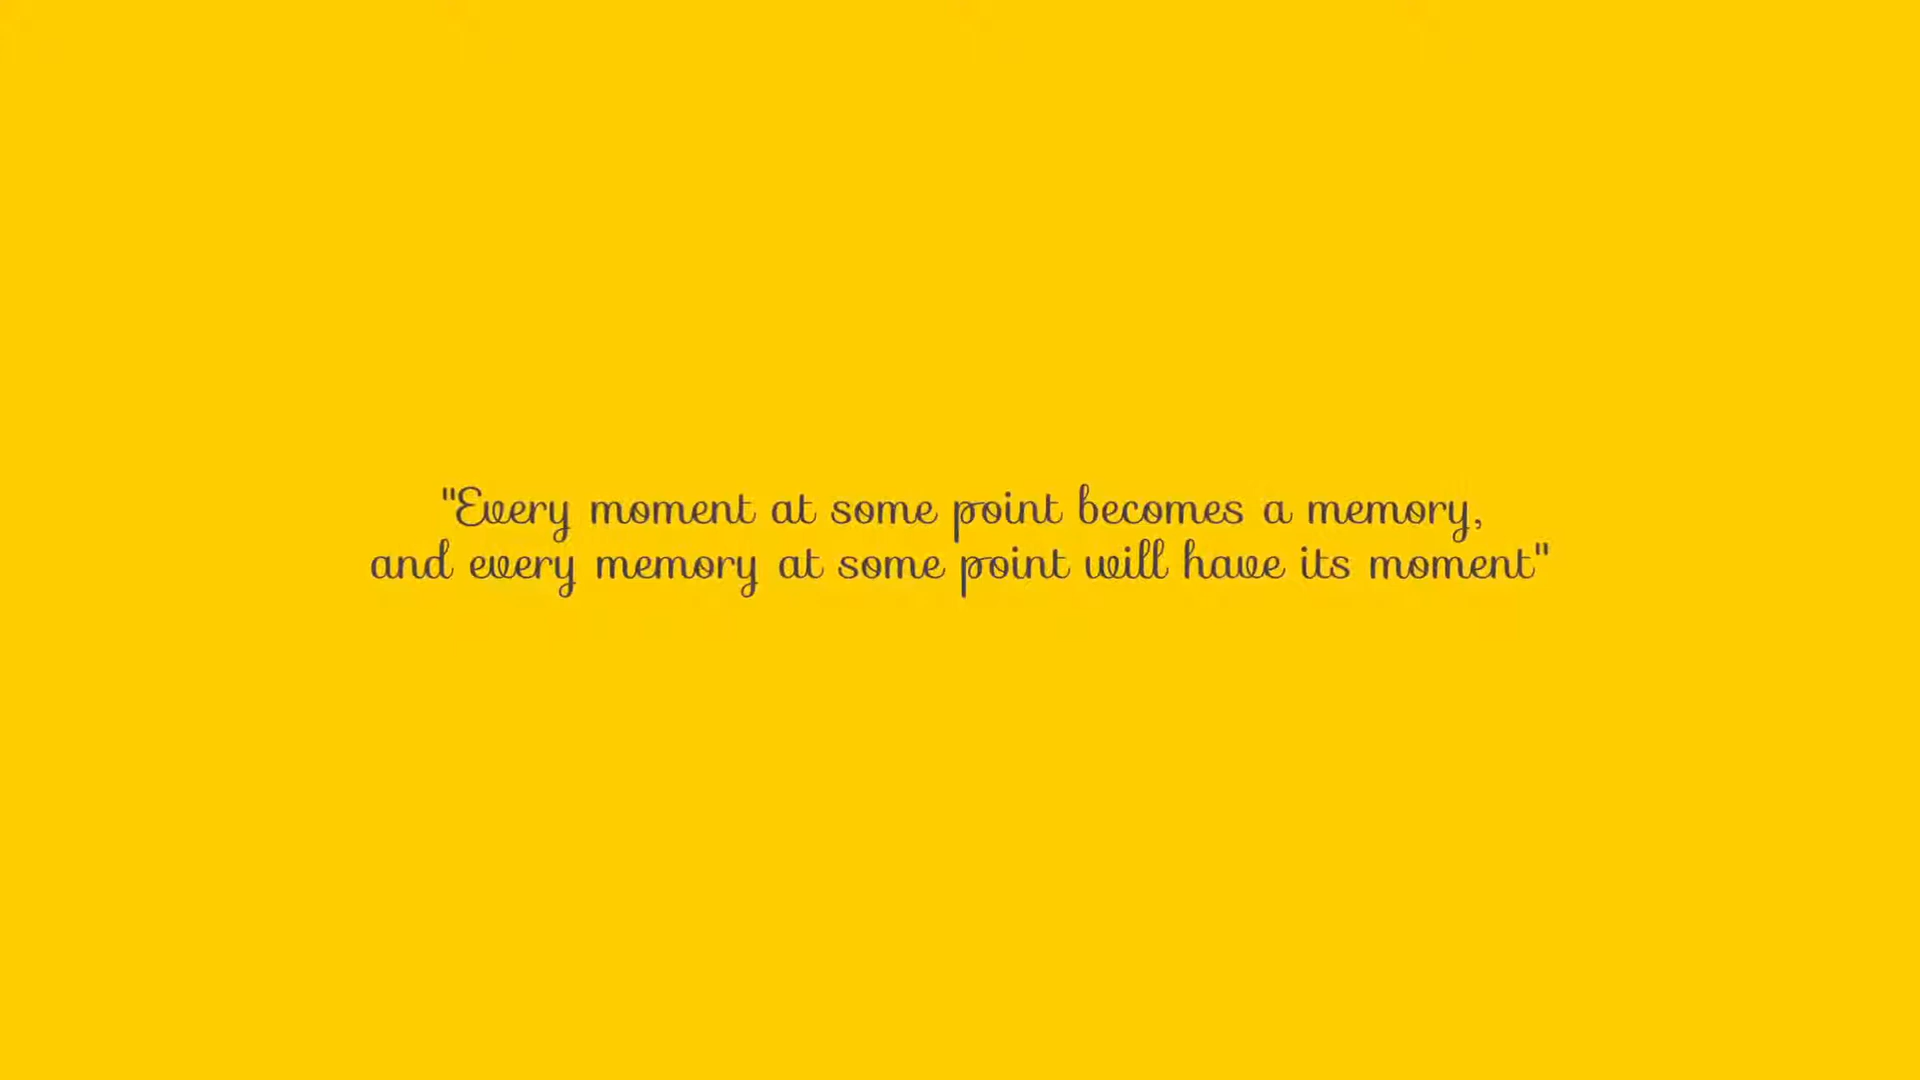 "Every moment at some point becomes a memory,
and every memory at some point will have its moment"